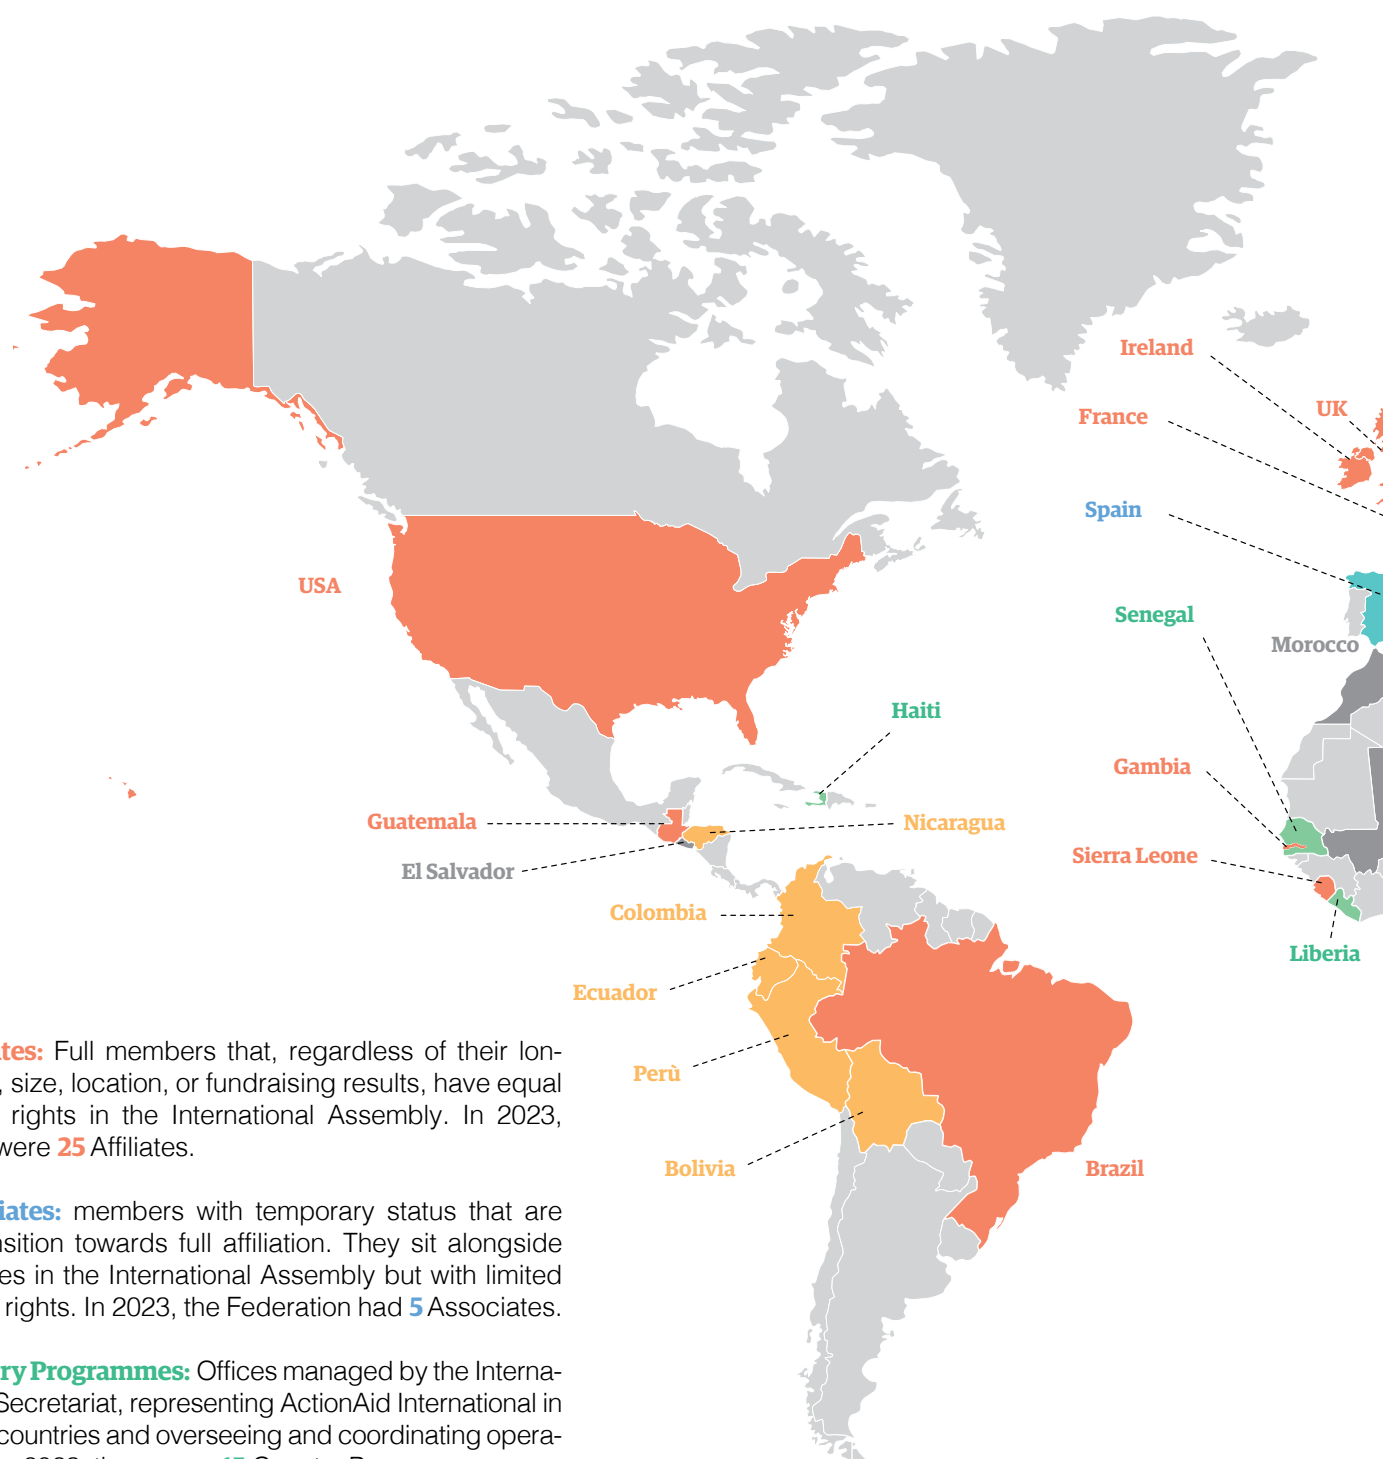 Ireland
UK
France
Spain
USA
Senegal
Morocco
Haiti
Gambia
Guatemala
Nicaragua
El Salvador
Sierra Leone
Colombia
Liberia
Ecuador
Perù
Bolivia
Brazil
tes: Full members that, regardless of their lon-
, size, location, or fundraising results, have equal
rights in the International Assembly. In 2023,
were 25 Affiliates.
iates: members with temporary status that are
nsition towards full affiliation. They sit alongside
es in the International Assembly but with limited
rights. In 2023, the Federation had 5 Associates.
ry Programmes: Offices managed by the Interna-
Secretariat, representing ActionAid International in
countries and overseeing and coordinating opera-